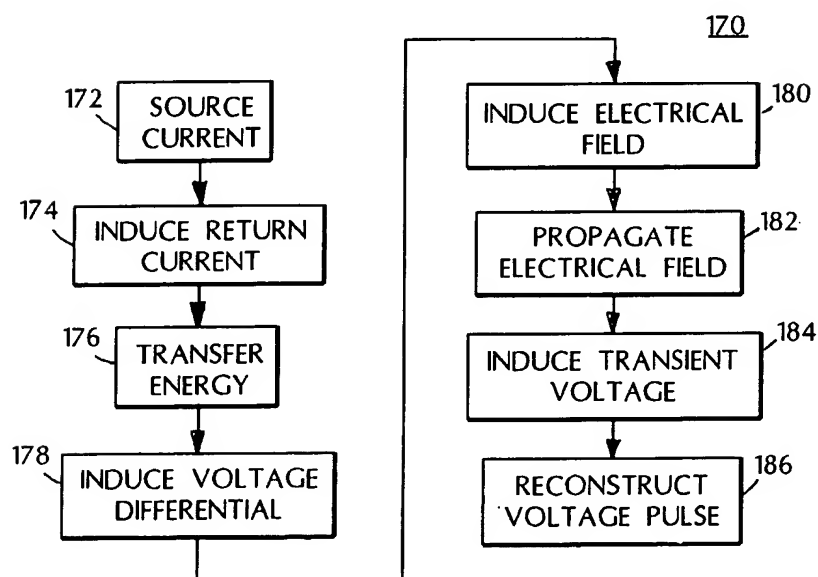 170
172
SOURCE
CURRENT
174
INDUCE RETURN
CURRENT
176
TRANSFER
ENERGY
178
INDUCE VOLTAGE
DIFFERENTIAL
180
INDUCE ELECTRICAL
FIELD
182
PROPAGATE
ELECTRICAL FIELD
184
INDUCE TRANSIENT
VOLTAGE
186
RECONSTRUCT
VOLTAGE PULSE